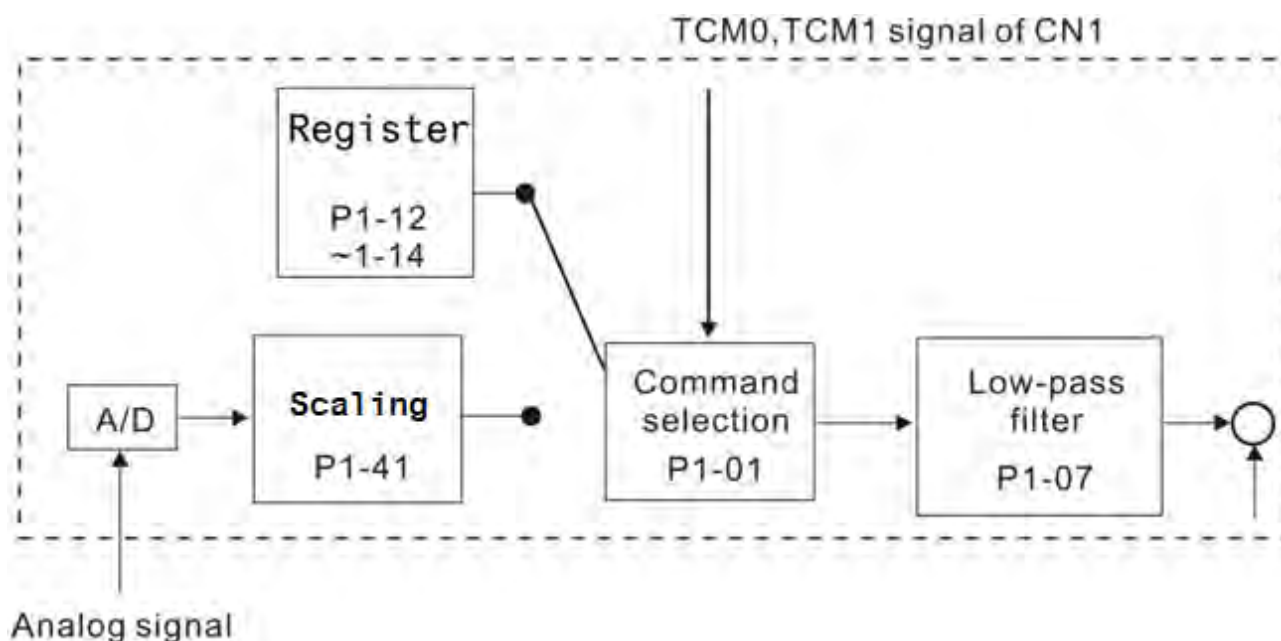 TCM0,TCM1 signal of CN1
Register
P1-12
~1-14
A/D
Scaling
P1-41
Command
selection
P1-01
Low-pass
filter
P1-07
Analog signal